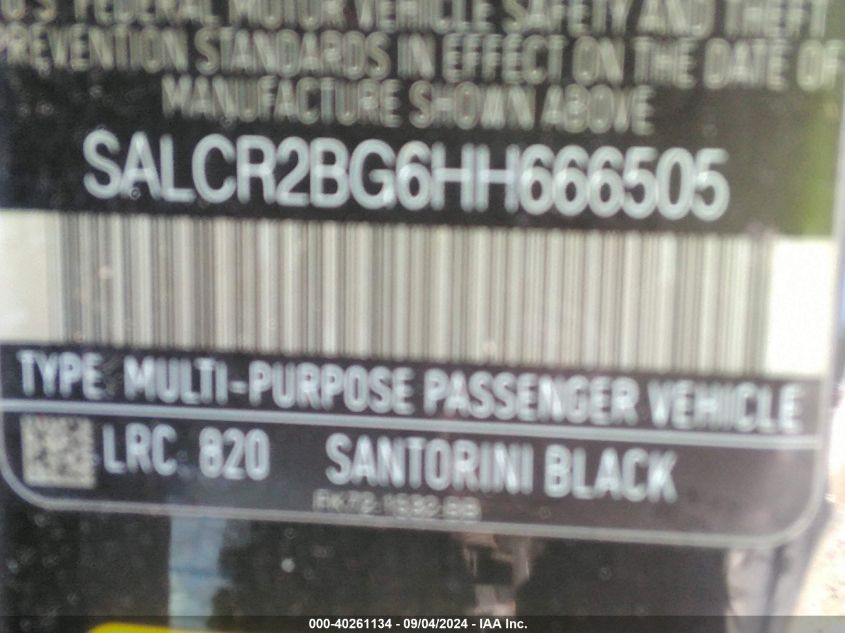 U.S. FEDERAL MOTOR VEHICLE SAFETY AND THEFT
PREVENTION STANDARDS IN EFFECT ON THE DATE OF
MANUFACTURE SHOWN ABOVE
SALCR2BG6HH666505
TYPE MULTI-PURPOSE PASSENGER VEHICLE
LRC 820 SANTORINI BLACK
000-40261134 - 09/04/2024 - IAA Inc.